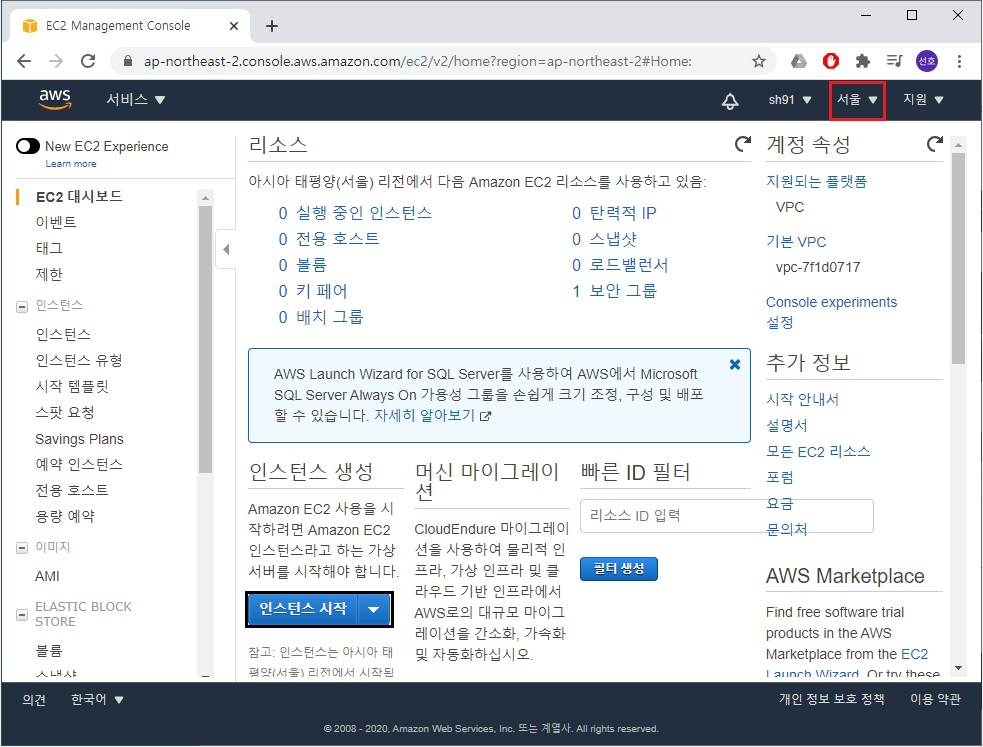 EC2 Management Console
ap-northeast-2.console.aws.amazon.com/ec2/v2/home?region=ap-northeast-2#Home:
선호
aws
서비스
sh91
서울
지원
New EC2 Experience
Learn more
EC2 대시보드
이벤트
태그
제한
인스턴스
인스턴스
인스턴스 유형
시작 템플릿
스팟 요청
Savings Plans
예약 인스턴스
전용 호스트
용량 예약
이미지
AMI
ELASTIC BLOCK
STORE
볼륨
스냅샷
리소스
아시아 태평양(서울) 리전에서 다음 Amazon EC2 리소스를 사용하고 있음:
0 실행 중인 인스턴스
0 탄력적 IP
0 전용 호스트
0 스냅샷
0 볼륨
0 로드밸런서
0 키 페어
1 보안 그룹
0 배치 그룹
AWS Launch Wizard for SQL Server를 사용하여 AWS에서 Microsoft
SQL Server Always On 가용성 그룹을 손쉽게 크기 조정, 구성 및 배포
할 수 있습니다. 자세히 알아보기
인스턴스 생성
Amazon EC2 사용을 시
작하려면 Amazon EC2
인스턴스라고 하는 가상
서버를 시작해야 합니다.
인스턴스 시작
참고: 인스턴스는 아시아 태
평양(서울) 리전에서 시작된
머신 마이그레이
션
CloudEndure 마이그레이
션을 사용하여 물리적 인
프라, 가상 인프라 및 클
라우드 기반 인프라에서
AWS로의 대규모 마이그
레이션을 간소화, 가속화
및 자동화하십시오.
빠른 ID 필터
리소스 ID 입력
필터 생성
계정 속성
지원되는 플랫폼
VPC
기본 VPC
vpc-7f1d0717
Console experiments
설정
추가 정보
시작 안내서
설명서
모든 EC2 리소스
포럼
요금
문의처
AWS Marketplace
Find free software trial
products in the AWS
Marketplace from the EC2
Launch Wizard. Or try these
의견
한국어
개인 정보 보호 정책
이용 약관
© 2008 - 2020, Amazon Web Services, Inc. 또는 계열사. All rights reserved.